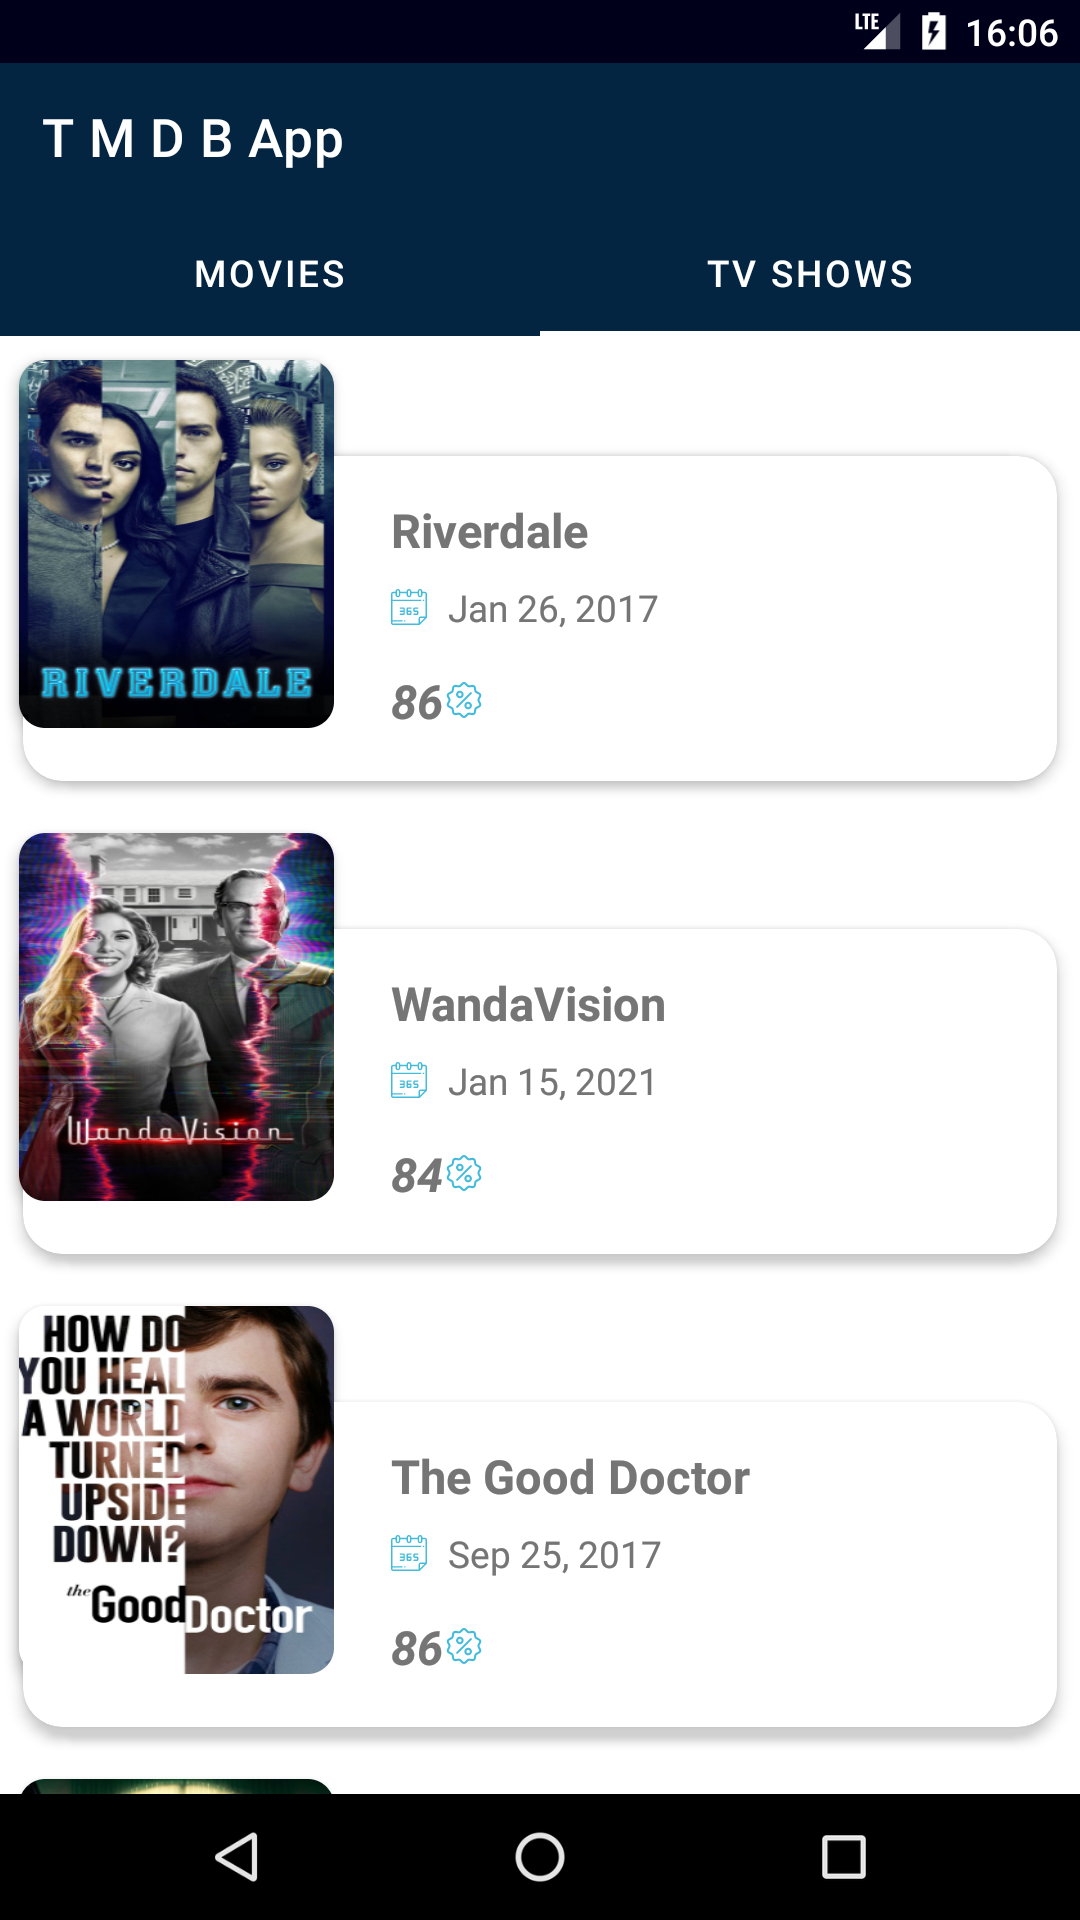 LTE 16:06
T M D B App
MOVIES TV SHOWS
RIVERDALE
Riverdale
365 Jan 26, 2017
86
WandaVision
WandaVision
365 Jan 15, 2021
84
HOW DO
YOU HEAL
A WORLD
TURNED
UPSIDE
DOWN?
the Good Doctor
The Good Doctor
365 Sep 25, 2017
86